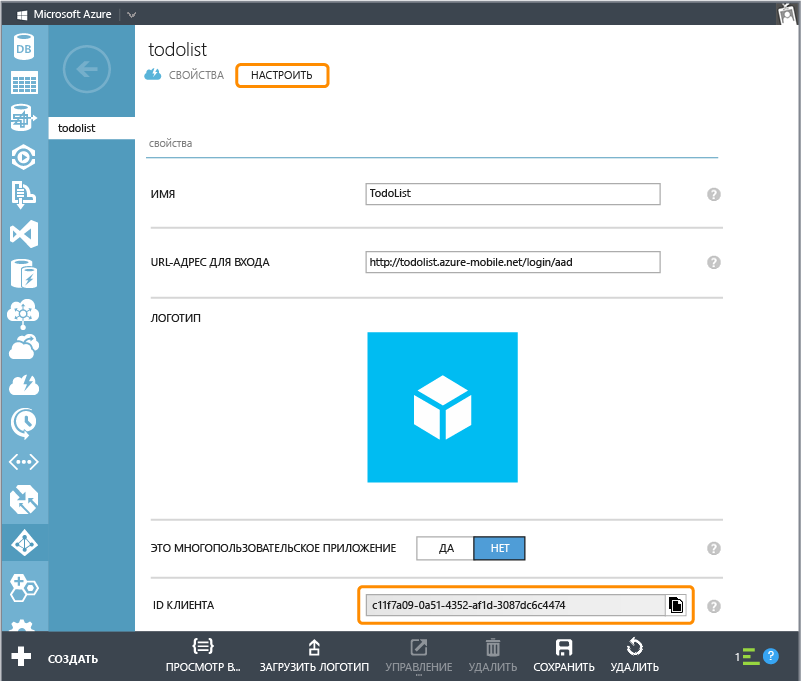 Microsoft Azure
DB
todolist
todolist
СВОЙСТВА НАСТРОИТЬ
свойства
ИМЯ TodoList ?
URL-АДРЕС ДЛЯ ВХОДА http://todolist.azure-mobile.net/login/aad ?
ЛОГОТИП
ЭТО МНОГОПОЛЬЗОВАТЕЛЬСКОЕ ПРИЛОЖЕНИЕ ДА НЕТ ?
ID КЛИЕНТА c11f7a09-0a51-4352-af1d-3087dc6c4474 ?
СОЗДАТЬ ПРОСМОТР В... ЗАГРУЗИТЬ ЛОГОТИП УПРАВЛЕНИЕ УДАЛИТЬ СОХРАНИТЬ УДАЛИТЬ 1 ?